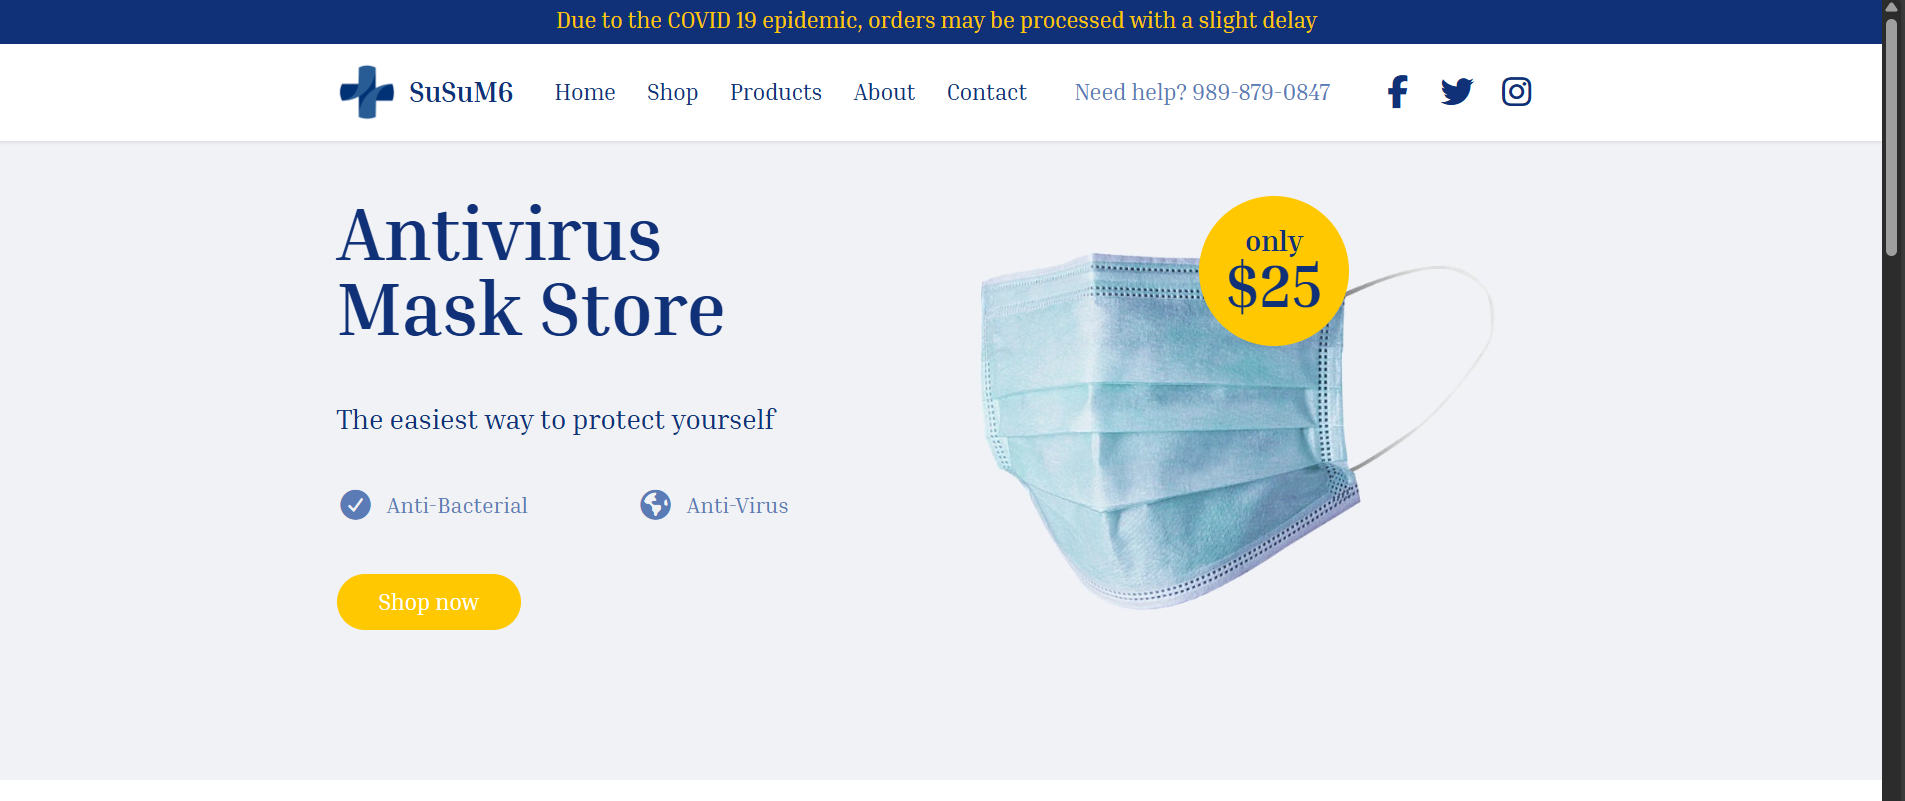 Due to the COVID 19 epidemic, orders may be processed with a slight delay
SuSuM6 Home Shop Products About Contact Need help? 989-879-0847
Antivirus
Mask Store
only
$25
The easiest way to protect yourself
Anti-Bacterial Anti-Virus
Shop now